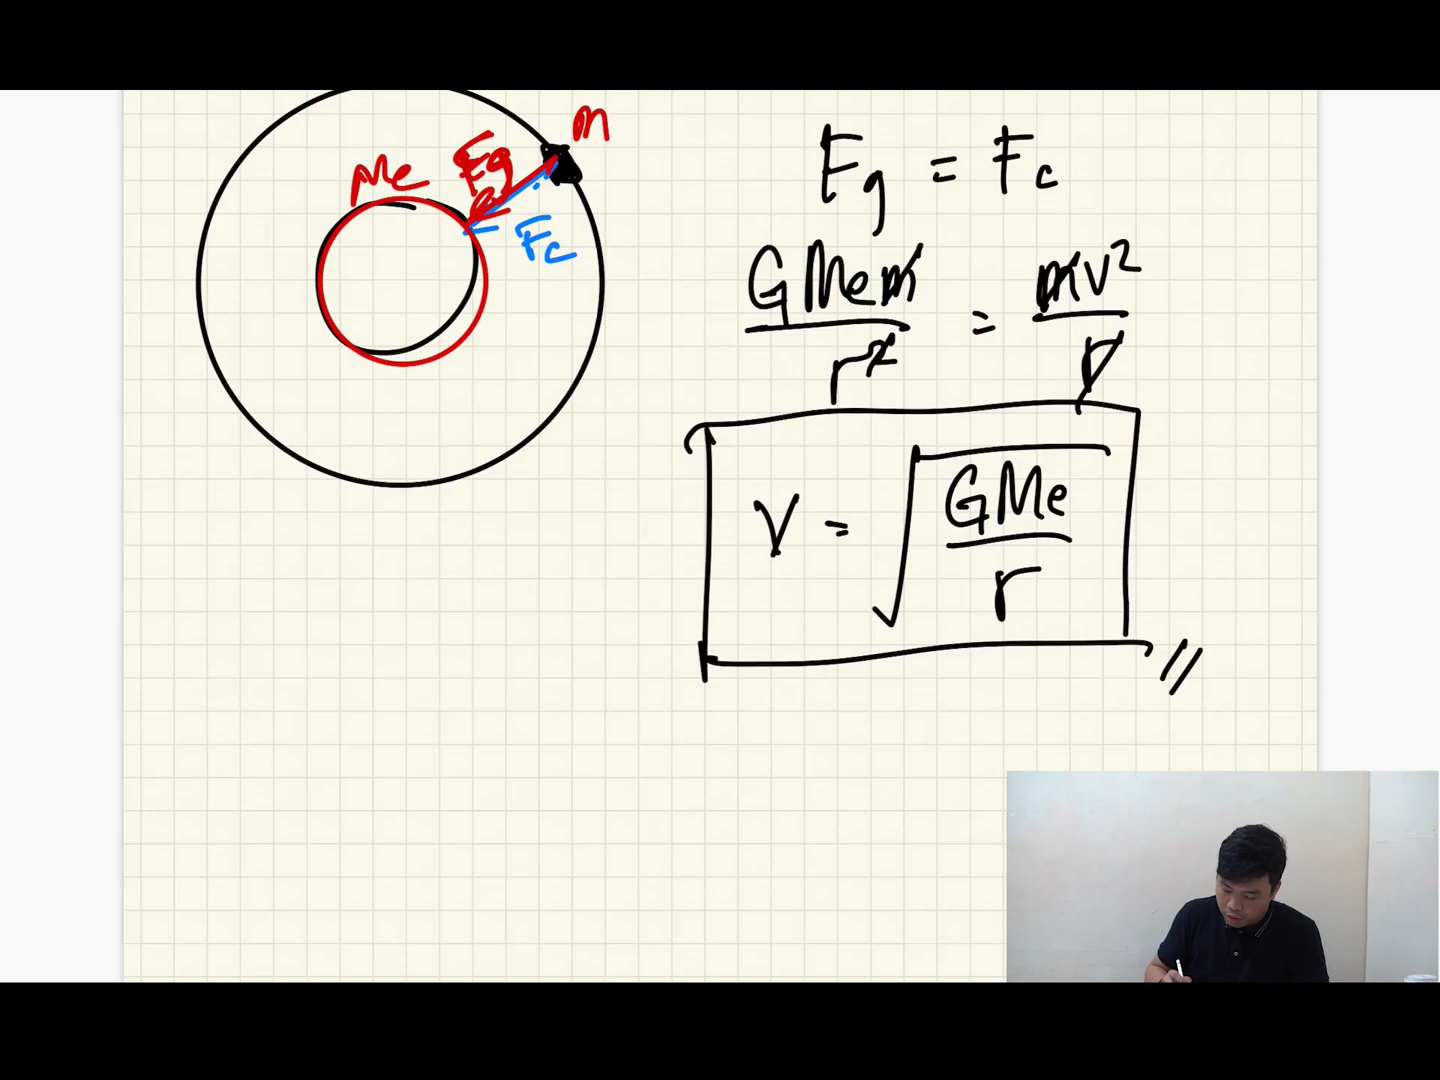 m
Me
Fg
Fc
Fg = Fc
GMem/r² = mv²/r
V = √(GMe/r)